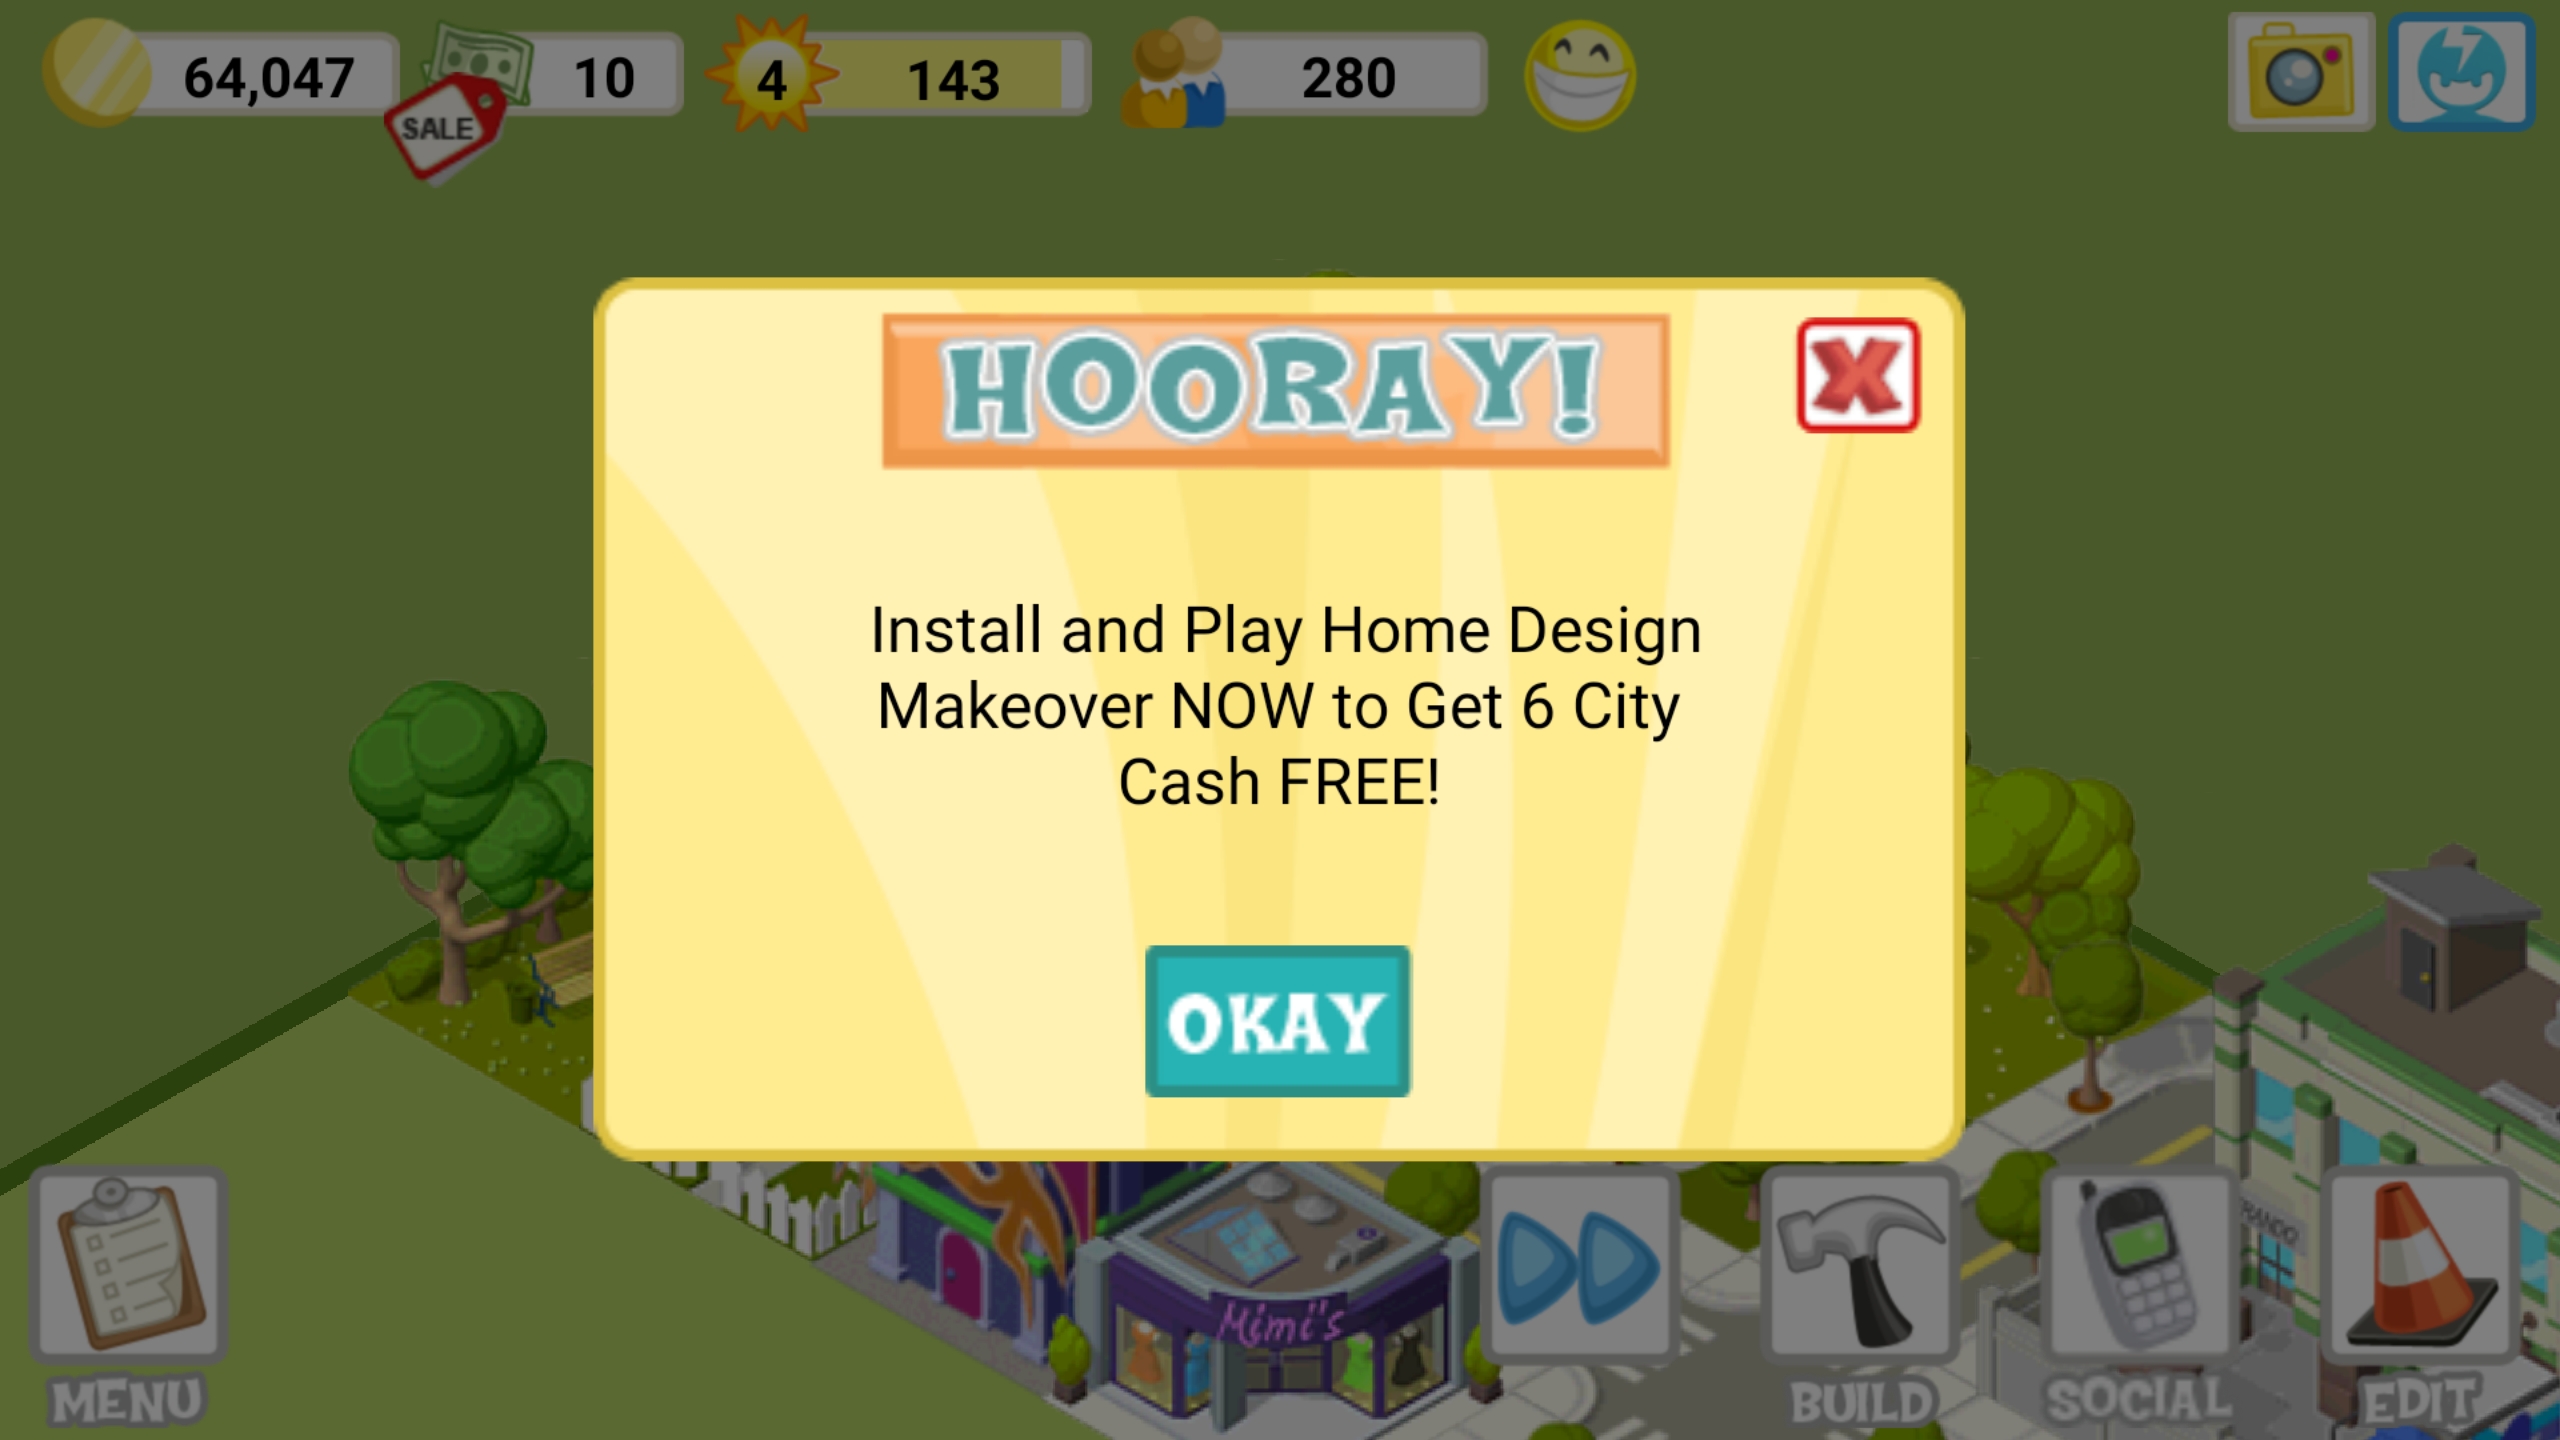 64,047
10
4
143
280
SALE
HOORAY!
X
Install and Play Home Design
Makeover NOW to Get 6 City
Cash FREE!
OKAY
Mimi's
MENU
BUILD
SOCIAL
EDIT